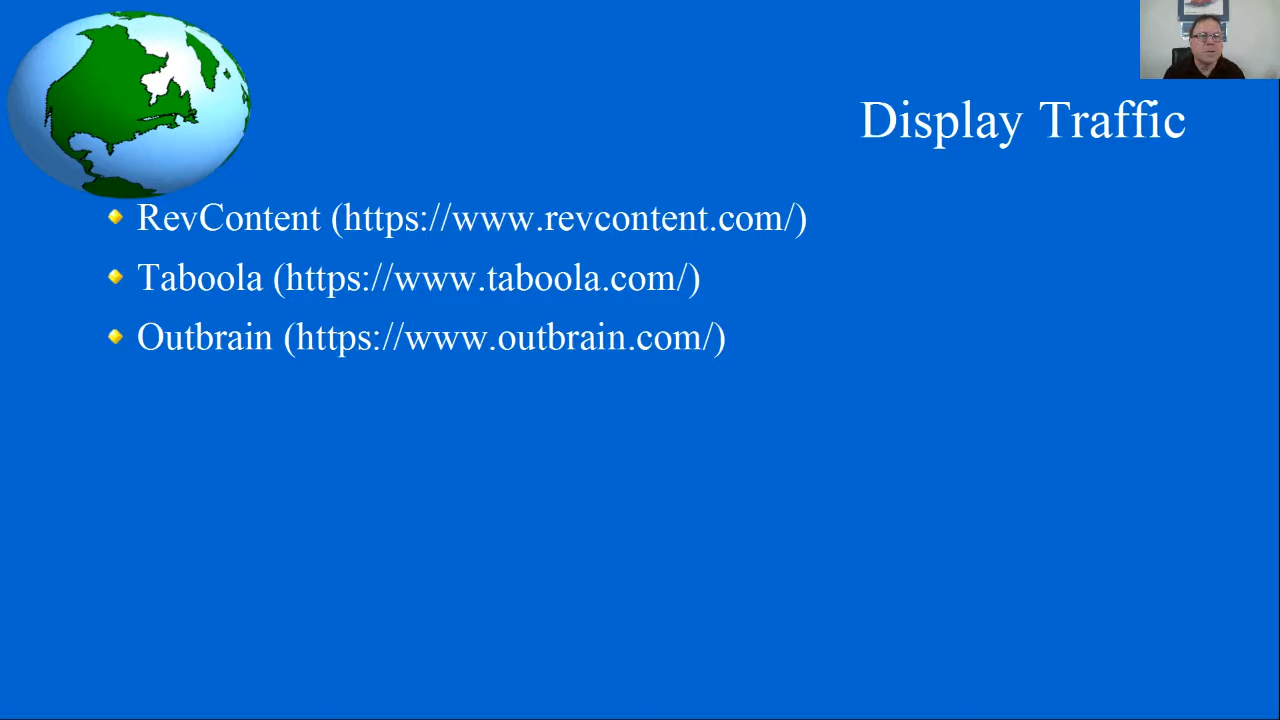 Display Traffic
RevContent (https://www.revcontent.com/)
Taboola (https://www.taboola.com/)
Outbrain (https://www.outbrain.com/)